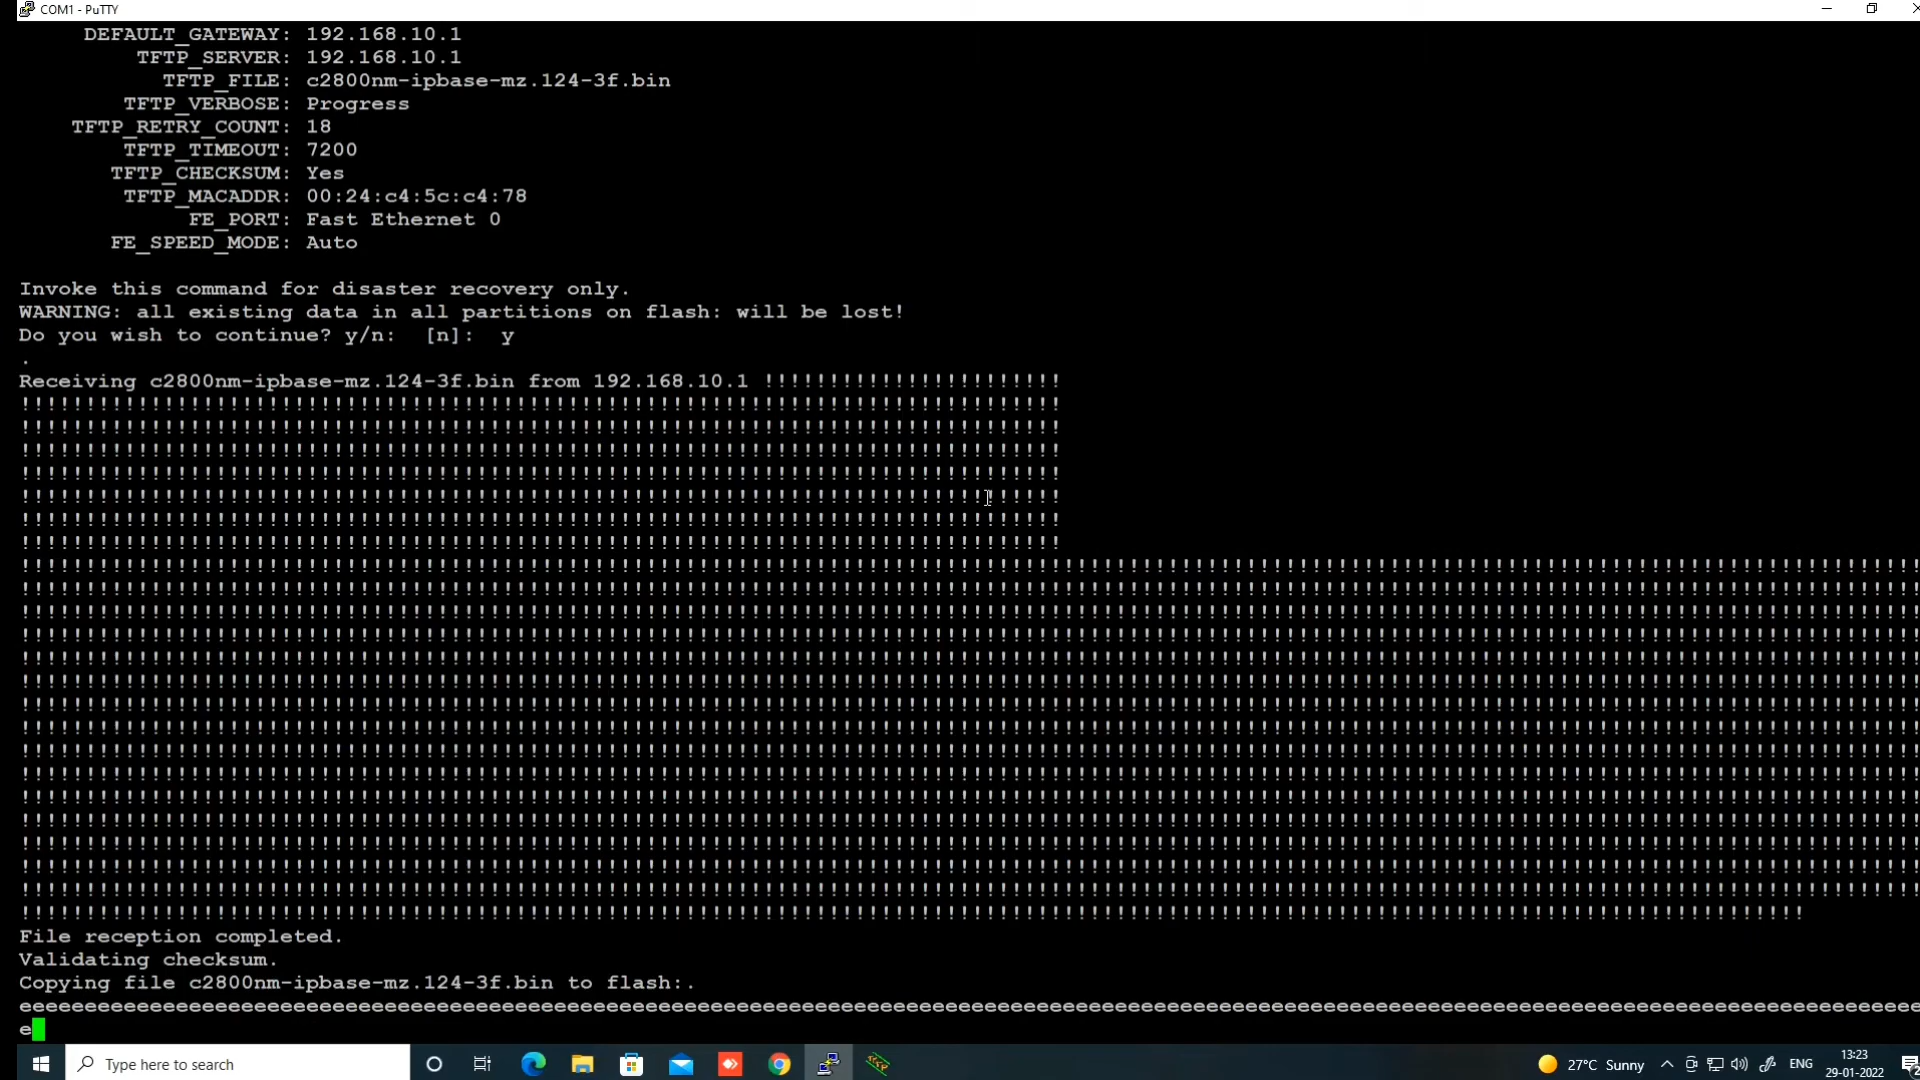 COM1 - PuTTY
DEFAULT_GATEWAY: 192.168.10.1
TFTP_SERVER: 192.168.10.1
TFTP_FILE: c2800nm-ipbase-mz.124-3f.bin
TFTP_VERBOSE: Progress
TFTP_RETRY_COUNT: 18
TFTP_TIMEOUT: 7200
TFTP_CHECKSUM: Yes
TFTP_MACADDR: 00:24:c4:5c:c4:78
FE_PORT: Fast Ethernet 0
FE_SPEED_MODE: Auto
Invoke this command for disaster recovery only.
WARNING: all existing data in all partitions on flash: will be lost!
Do you wish to continue? y/n:  [n]:  y
.
Receiving c2800nm-ipbase-mz.124-3f.bin from 192.168.10.1 !!!!!!!!!!!!!!!!!!!!!!!
File reception completed.
Validating checksum.
Copying file c2800nm-ipbase-mz.124-3f.bin to flash:.
e
Type here to search
27°C Sunny
ENG
13:23
29-01-2022